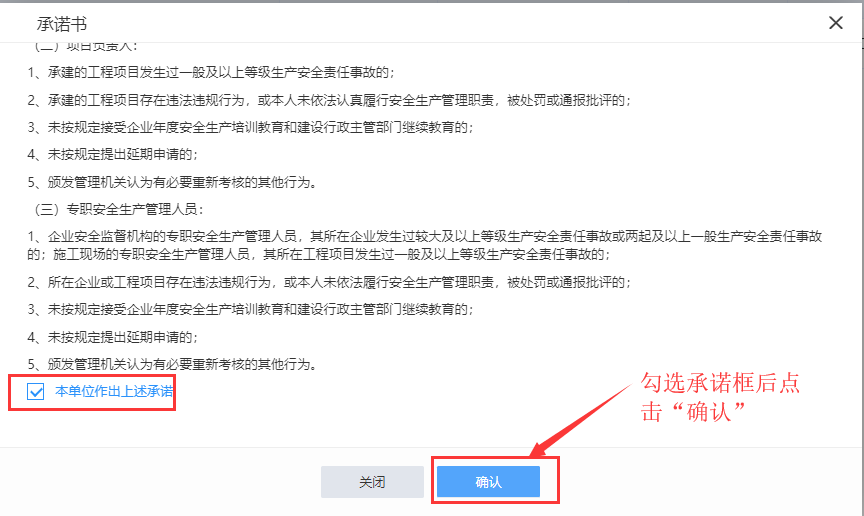 承诺书
（二）项目负责人：
1、承建的工程项目发生过一般及以上等级生产安全责任事故的；
2、承建的工程项目存在违法违规行为，或本人未依法认真履行安全生产管理职责，被处罚或通报批评的；
3、未按规定接受企业年度安全生产培训教育和建设行政主管部门继续教育的；
4、未按规定提出延期申请的；
5、颁发管理机关认为有必要重新考核的其他行为。
（三）专职安全生产管理人员：
1、企业安全监督机构的专职安全生产管理人员，其所在企业发生过较大及以上等级生产安全责任事故或两起及以上一般生产安全责任事故
的；施工现场的专职安全生产管理人员，其所在工程项目发生过一般及以上等级生产安全责任事故的；
2、所在企业或工程项目存在违法违规行为，或本人未依法认真履行安全生产管理职责，被处罚或通报批评的；
3、未按规定接受企业年度安全生产培训教育和建设行政主管部门继续教育的；
4、未按规定提出延期申请的；
5、颁发管理机关认为有必要重新考核的其他行为。
本单位作出上述承诺
勾选承诺框后点
击“确认”
关闭
确认